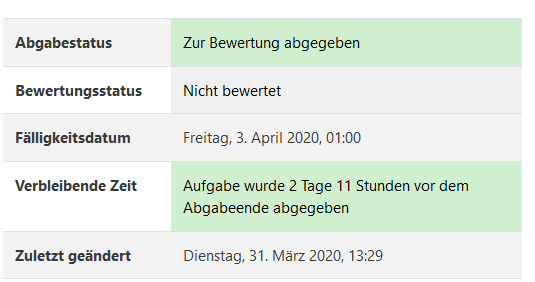 Abgabestatus Zur Bewertung abgegeben
Bewertungsstatus Nicht bewertet
Fälligkeitsdatum Freitag, 3. April 2020, 01:00
Verbleibende Zeit Aufgabe wurde 2 Tage 11 Stunden vor dem
Abgabeende abgegeben
Zuletzt geändert Dienstag, 31. März 2020, 13:29